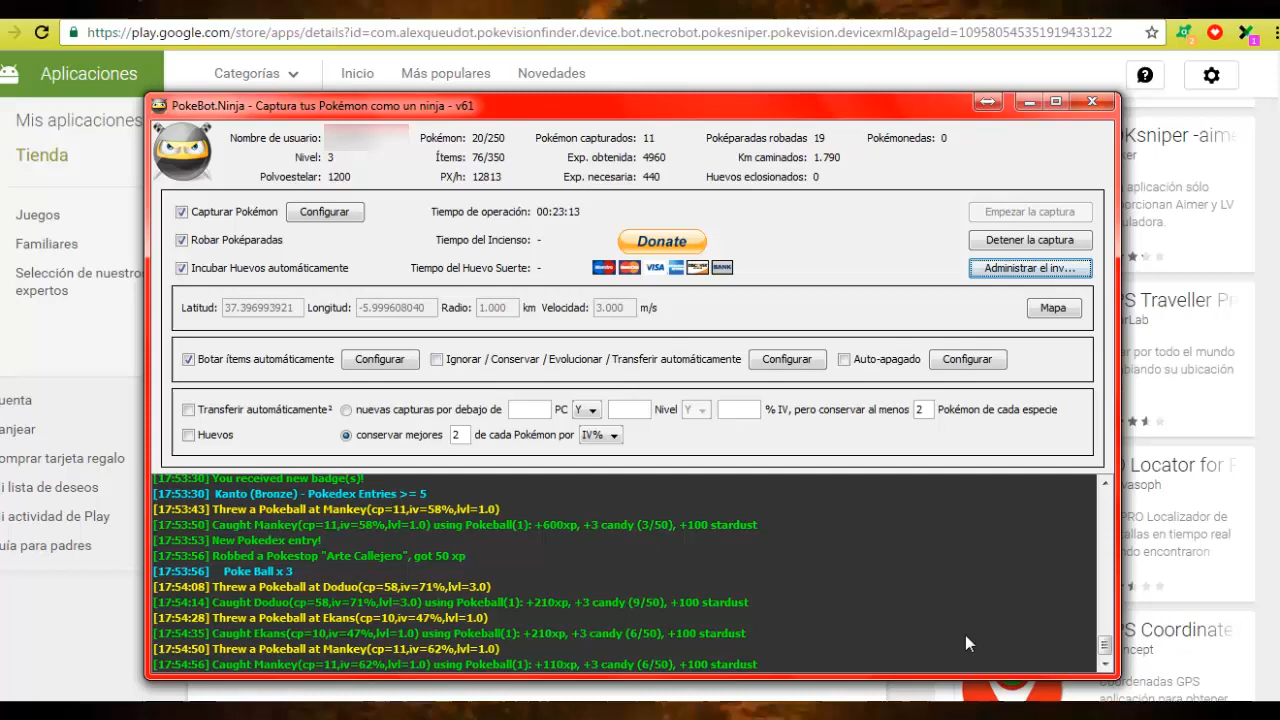 https://play.google.com/store/apps/details?id=com.alexqueudot.pokevisionfinder.device.bot.necrobot.pokesniper.pokevision.devicexml&pageId=109580545351919433122
2
1
Aplicaciones
Categorías
Inicio
Más populares
Novedades
Mis aplicaciones
Tienda
Juegos
Familiares
Selección de nuestro
expertos
uenta
anjear
omprar tarjeta regalo
i lista de deseos
i actividad de Play
uía para padres
PokeBot.Ninja - Captura tus Pokémon como un ninja - v61
Nombre de usuario:
Pokémon: 20/250
Pokémon capturados: 11
Poképaradas robadas 19
Pokémonedas: 0
Nivel: 3
Ítems: 76/350
Exp. obtenida: 4960
Km caminados: 1.790
Polvoestelar: 1200
PX/h: 12813
Exp. necesaria: 440
Huevos eclosionados: 0
Capturar Pokémon
Configurar
Tiempo de operación: 00:23:13
Empezar la captura
Robar Poképaradas
Tiempo del Incienso: -
Donate
Detener la captura
Incubar Huevos automáticamente
Tiempo del Huevo Suerte: -
VISA
BANK
Administrar el inv...
Latitud: 37.396993921 Longitud: -5.999608040 Radio: 1.000 km Velocidad: 3.000 m/s
Mapa
Botar ítems automáticamente
Configurar
Ignorar / Conservar / Evolucionar / Transferir automáticamente
Configurar
Auto-apagado
Configurar
Transferir automáticamente²
nuevas capturas por debajo de
PC
Y
Nivel
Y
% IV, pero conservar al menos 2 Pokémon de cada especie
Huevos
conservar mejores 2 de cada Pokémon por IV%
[17:53:30] You received new badge(s)!
[17:53:30] Kanto (Bronze) - Pokedex Entries >= 5
[17:53:43] Threw a Pokeball at Mankey(cp=11,iv=58%,lvl=1.0)
[17:53:50] Caught Mankey(cp=11,iv=58%,lvl=1.0) using Pokeball(1): +600xp, +3 candy (3/50), +100 stardust
[17:53:53] New Pokedex entry!
[17:53:56] Robbed a Pokestop "Arte Callejero", got 50 xp
[17:53:56] Poke Ball x 3
[17:54:08] Threw a Pokeball at Doduo(cp=58,iv=71%,lvl=3.0)
[17:54:14] Caught Doduo(cp=58,iv=71%,lvl=3.0) using Pokeball(1): +210xp, +3 candy (9/50), +100 stardust
[17:54:28] Threw a Pokeball at Ekans(cp=10,iv=47%,lvl=1.0)
[17:54:35] Caught Ekans(cp=10,iv=47%,lvl=1.0) using Pokeball(1): +210xp, +3 candy (6/50), +100 stardust
[17:54:50] Threw a Pokeball at Mankey(cp=11,iv=62%,lvl=1.0)
[17:54:56] Caught Mankey(cp=11,iv=62%,lvl=1.0) using Pokeball(1): +110xp, +3 candy (6/50), +100 stardust
Ksniper -aime
ker
a aplicación sólo
orcionan Aimer y LV
uladora.
PS Traveller P
arLab
ar por todo el mundo
biando su ubicación
O Locator for F
vasoph
PRO Localizador de
allas en tiempo real
ndo encontraron
PS Coordinate
cept
ordenadas GPS
aplicación para obtener